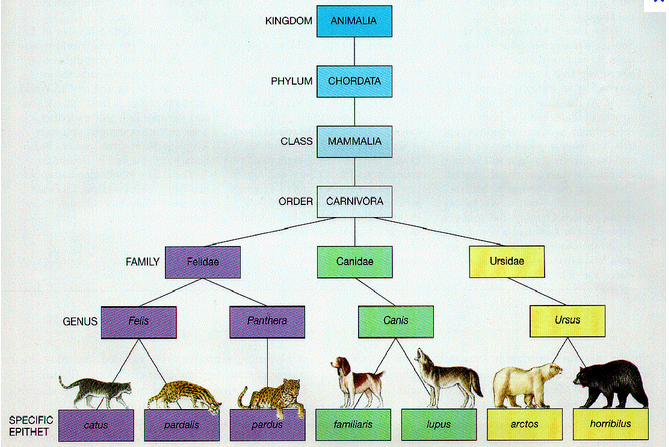 KINGDOM ANIMALIA
PHYLUM CHORDATA
CLASS MAMMALIA
ORDER CARNIVORA
FAMILY Felidae Canidae Ursidae
GENUS Felis Panthera Canis Ursus
SPECIFIC
EPITHET catus pardalis pardus familiaris lupus arctos horribilus